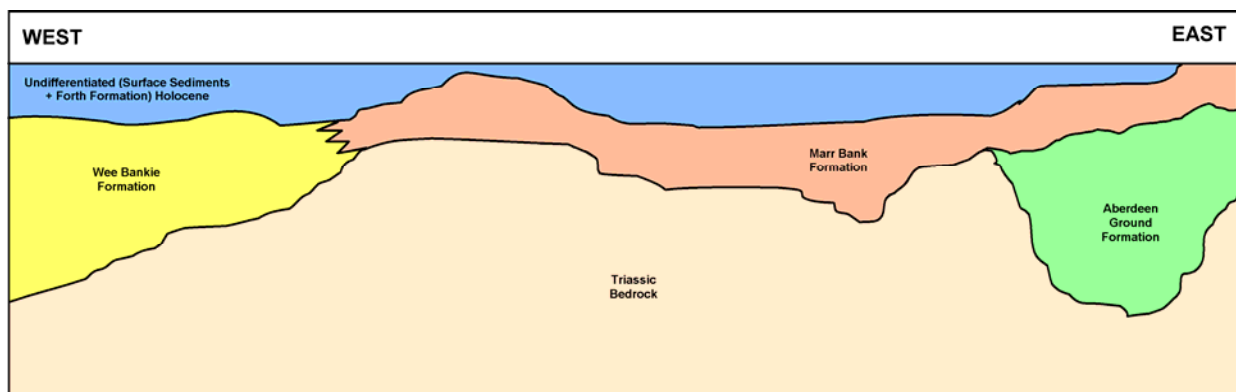 WEST
EAST
Undifferentiated (Surface Sediments
+ Forth Formation) Holocene
Wee Bankie
Formation
Marr Bank
Formation
Aberdeen
Ground
Formation
Triassic
Bedrock